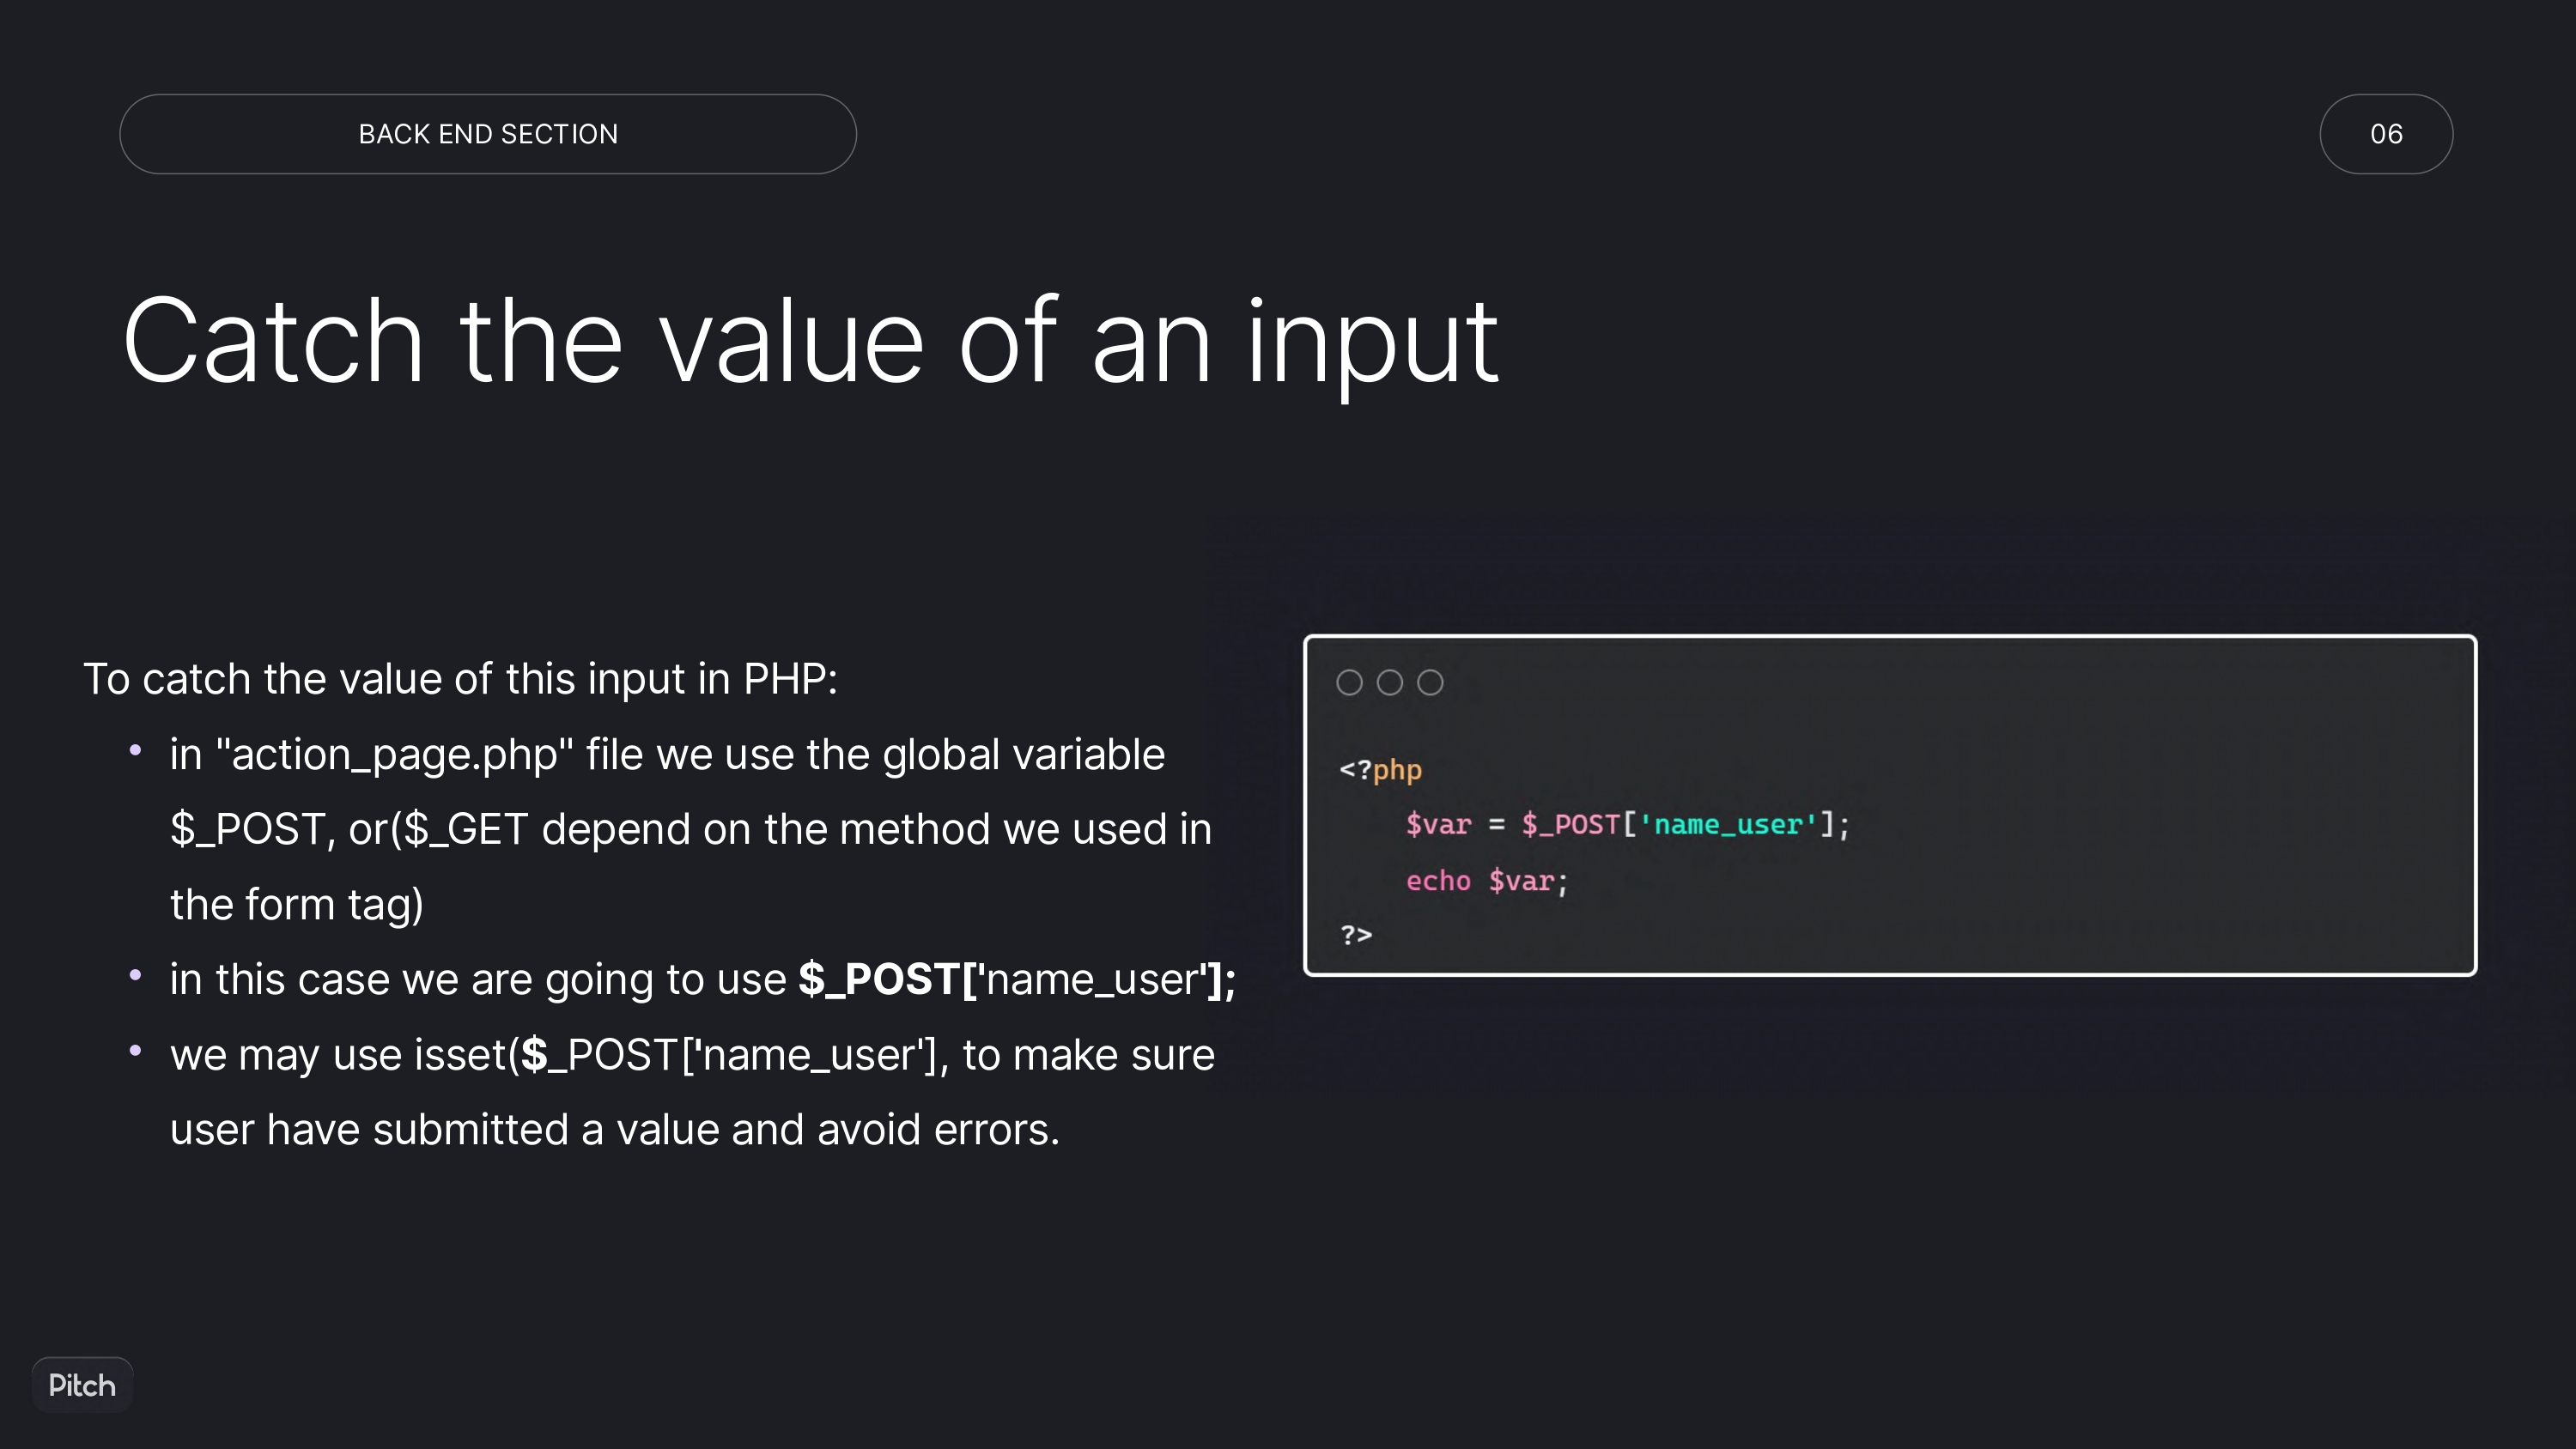 BACK END SECTION
06
Catch the value of an input
To catch the value of this input in PHP:
• in "action_page.php" file we use the global variable
$_POST, or($_GET depend on the method we used in
the form tag)
• in this case we are going to use $_POST['name_user'];
• we may use isset($_POST['name_user'], to make sure
user have submitted a value and avoid errors.
<?php
    $var = $_POST['name_user'];
    echo $var;
?>
Pitch